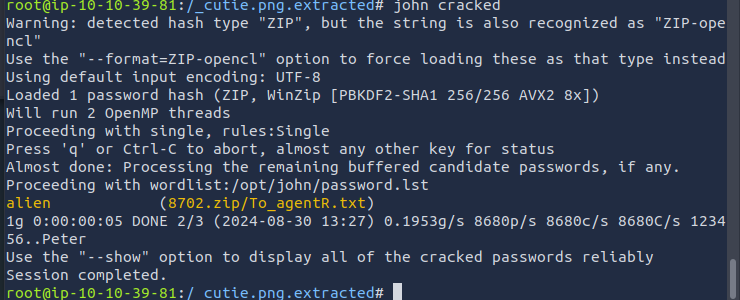 root@ip-10-10-39-81:/_cutie.png.extracted# john cracked
Warning: detected hash type "ZIP", but the string is also recognized as "ZIP-ope
ncl"
Use the "--format=ZIP-opencl" option to force loading these as that type instead
Using default input encoding: UTF-8
Loaded 1 password hash (ZIP, WinZip [PBKDF2-SHA1 256/256 AVX2 8x])
Will run 2 OpenMP threads
Proceeding with single, rules:Single
Press 'q' or Ctrl-C to abort, almost any other key for status
Almost done: Processing the remaining buffered candidate passwords, if any.
Proceeding with wordlist:/opt/john/password.lst
alien            (8702.zip/To_agentR.txt)
1g 0:00:00:05 DONE 2/3 (2024-08-30 13:27) 0.1953g/s 8680p/s 8680c/s 8680C/s 1234
56..Peter
Use the "--show" option to display all of the cracked passwords reliably
Session completed.
root@ip-10-10-39-81:/_cutie.png.extracted#